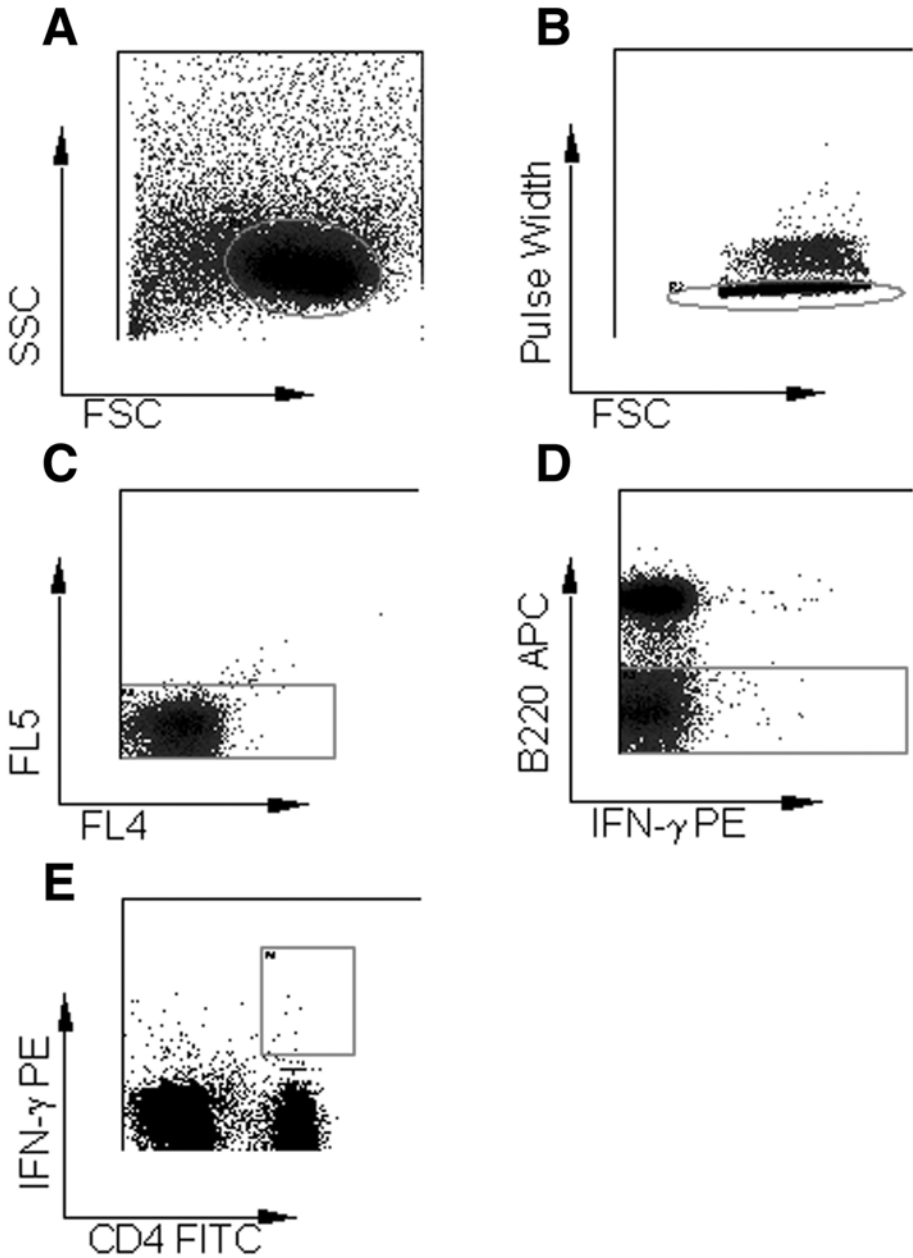 A
SSC
FSC
B
Pulse Width
FSC
C
FL5
FL4
D
B220 APC
IFN-γ PE
E
IFN-γ PE
CD4 FITC